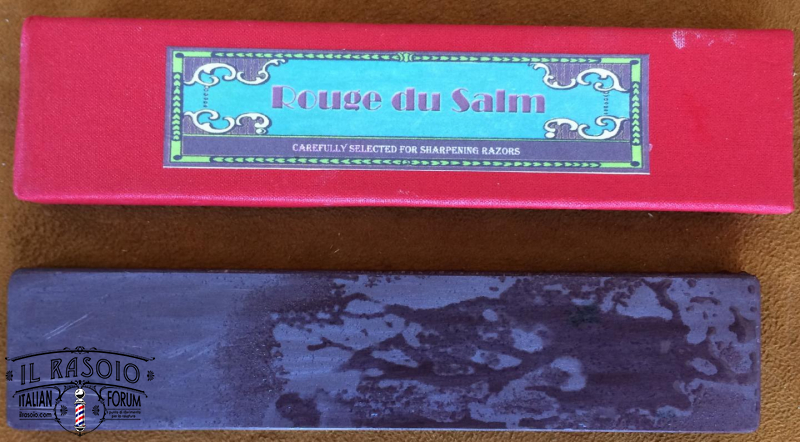 Rouge du Salm
CAREFULLY SELECTED FOR SHARPENING RAZORS
IL RASOIO
ITALIAN FORUM
ilrasoio.com